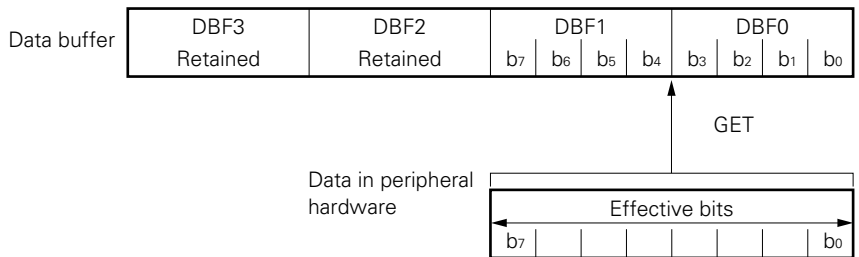 DBF3 DBF2 DBF1 DBF0
Data buffer
Retained Retained b7 b6 b5 b4 b3 b2 b1 b0
GET
Data in peripheral
hardware
Effective bits
b7 b0